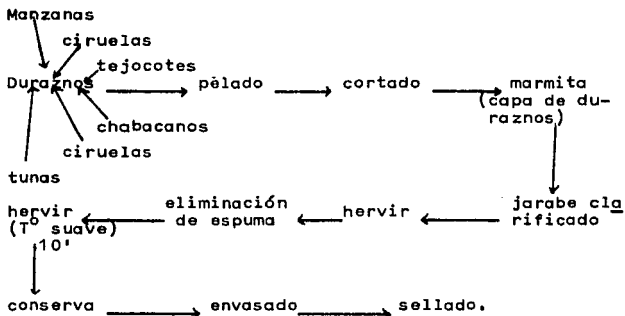 Manzanas
ciruelas
tejocotes
Duraznos pèlado cortado marmita
(capa de du-
raznos)
chabacanos
ciruelas
tunas
hervir eliminación hervir jarabe cla
(Tº suave) de espuma rificado
10'
conserva envasado sellado.